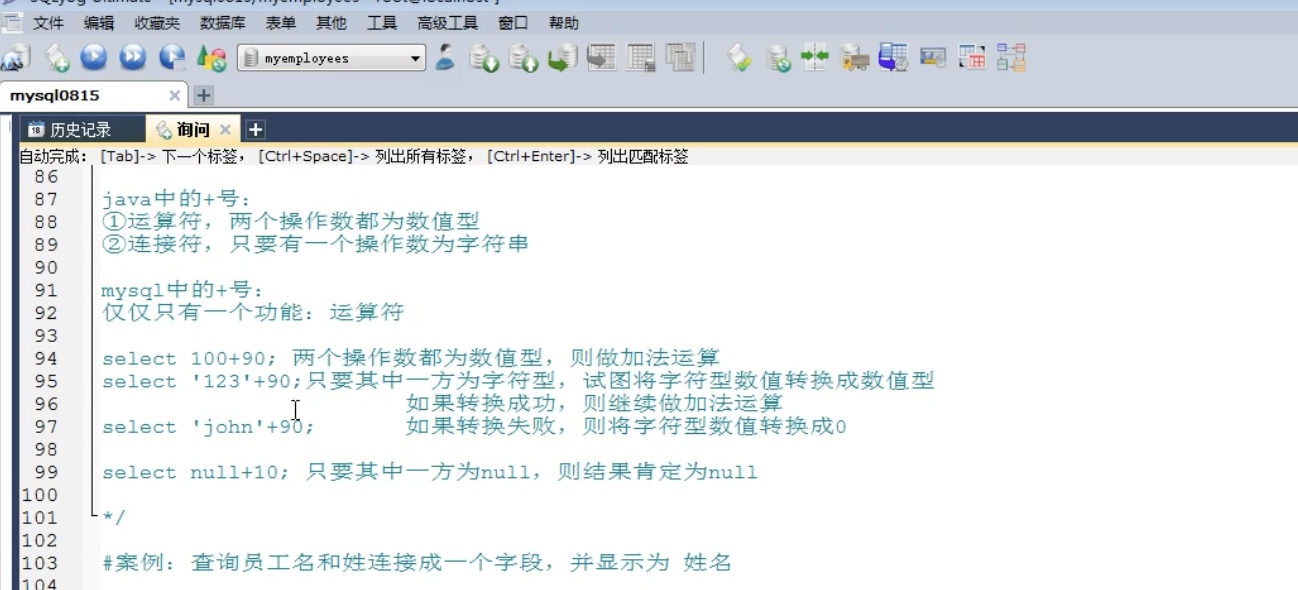 文件 编辑 收藏夹 数据库 表单 其他 工具 高级工具 窗口 帮助
myemployees
mysql0815
历史记录 询问
自动完成: [Tab]-> 下一个标签, [Ctrl+Space]-> 列出所有标签, [Ctrl+Enter]-> 列出匹配标签
86
87 java中的+号:
88 ①运算符, 两个操作数都为数值型
89 ②连接符, 只要有一个操作数为字符串
90
91 mysql中的+号:
92 仅仅只有一个功能: 运算符
93
94 select 100+90; 两个操作数都为数值型, 则做加法运算
95 select '123'+90;只要其中一方为字符型, 试图将字符型数值转换成数值型
96 如果转换成功, 则继续做加法运算
97 select 'john'+90; 如果转换失败, 则将字符型数值转换成0
98
99 select null+10; 只要其中一方为null, 则结果肯定为null
100
101 */
102
103 #案例: 查询员工名和姓连接成一个字段, 并显示为 姓名
104